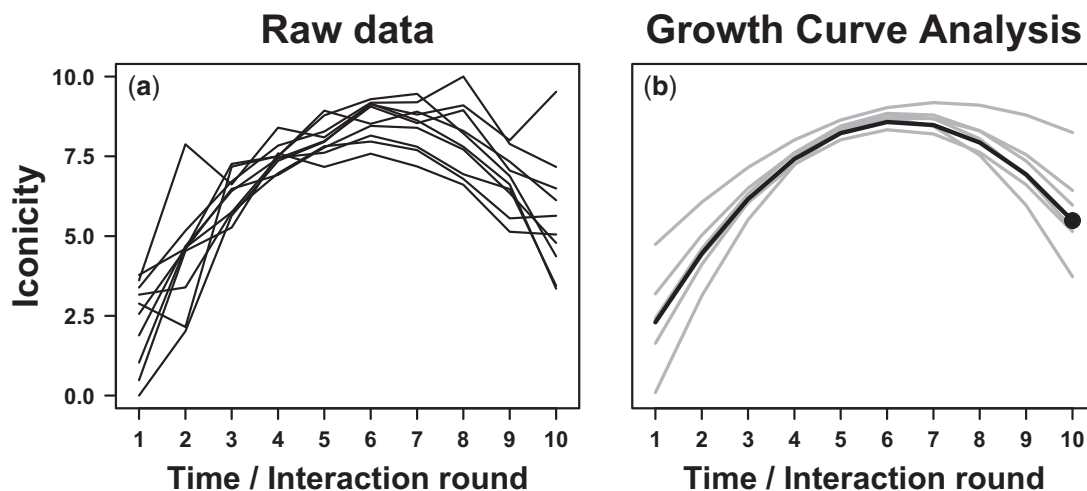 Raw data
Growth Curve Analysis
(a)
(b)
Iconicity
10.0
7.5
5.0
2.5
0.0
1 2 3 4 5 6 7 8 9 10
1 2 3 4 5 6 7 8 9 10
Time / Interaction round
Time / Interaction round